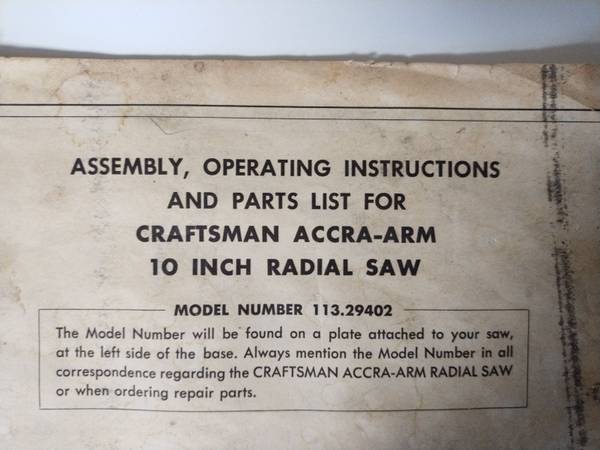 ASSEMBLY, OPERATING INSTRUCTIONS
AND PARTS LIST FOR
CRAFTSMAN ACCRA-ARM
10 INCH RADIAL SAW
MODEL NUMBER 113.29402
The Model Number will be found on a plate attached to your saw,
at the left side of the base. Always mention the Model Number in all
correspondence regarding the CRAFTSMAN ACCRA-ARM RADIAL SAW
or when ordering repair parts.